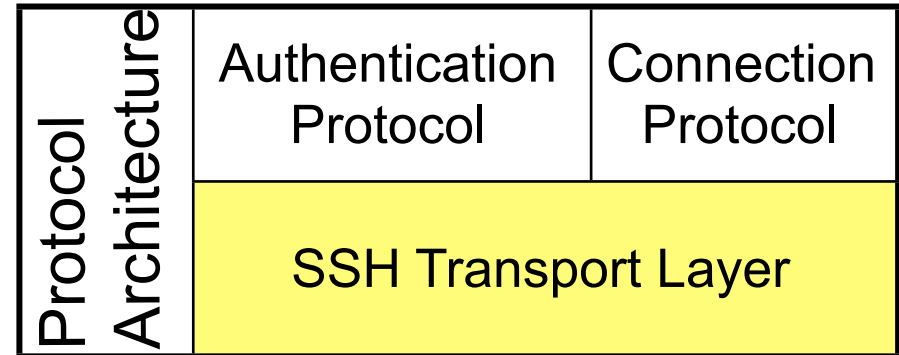 Protocol
Architecture
Authentication
Protocol
Connection
Protocol
SSH Transport Layer